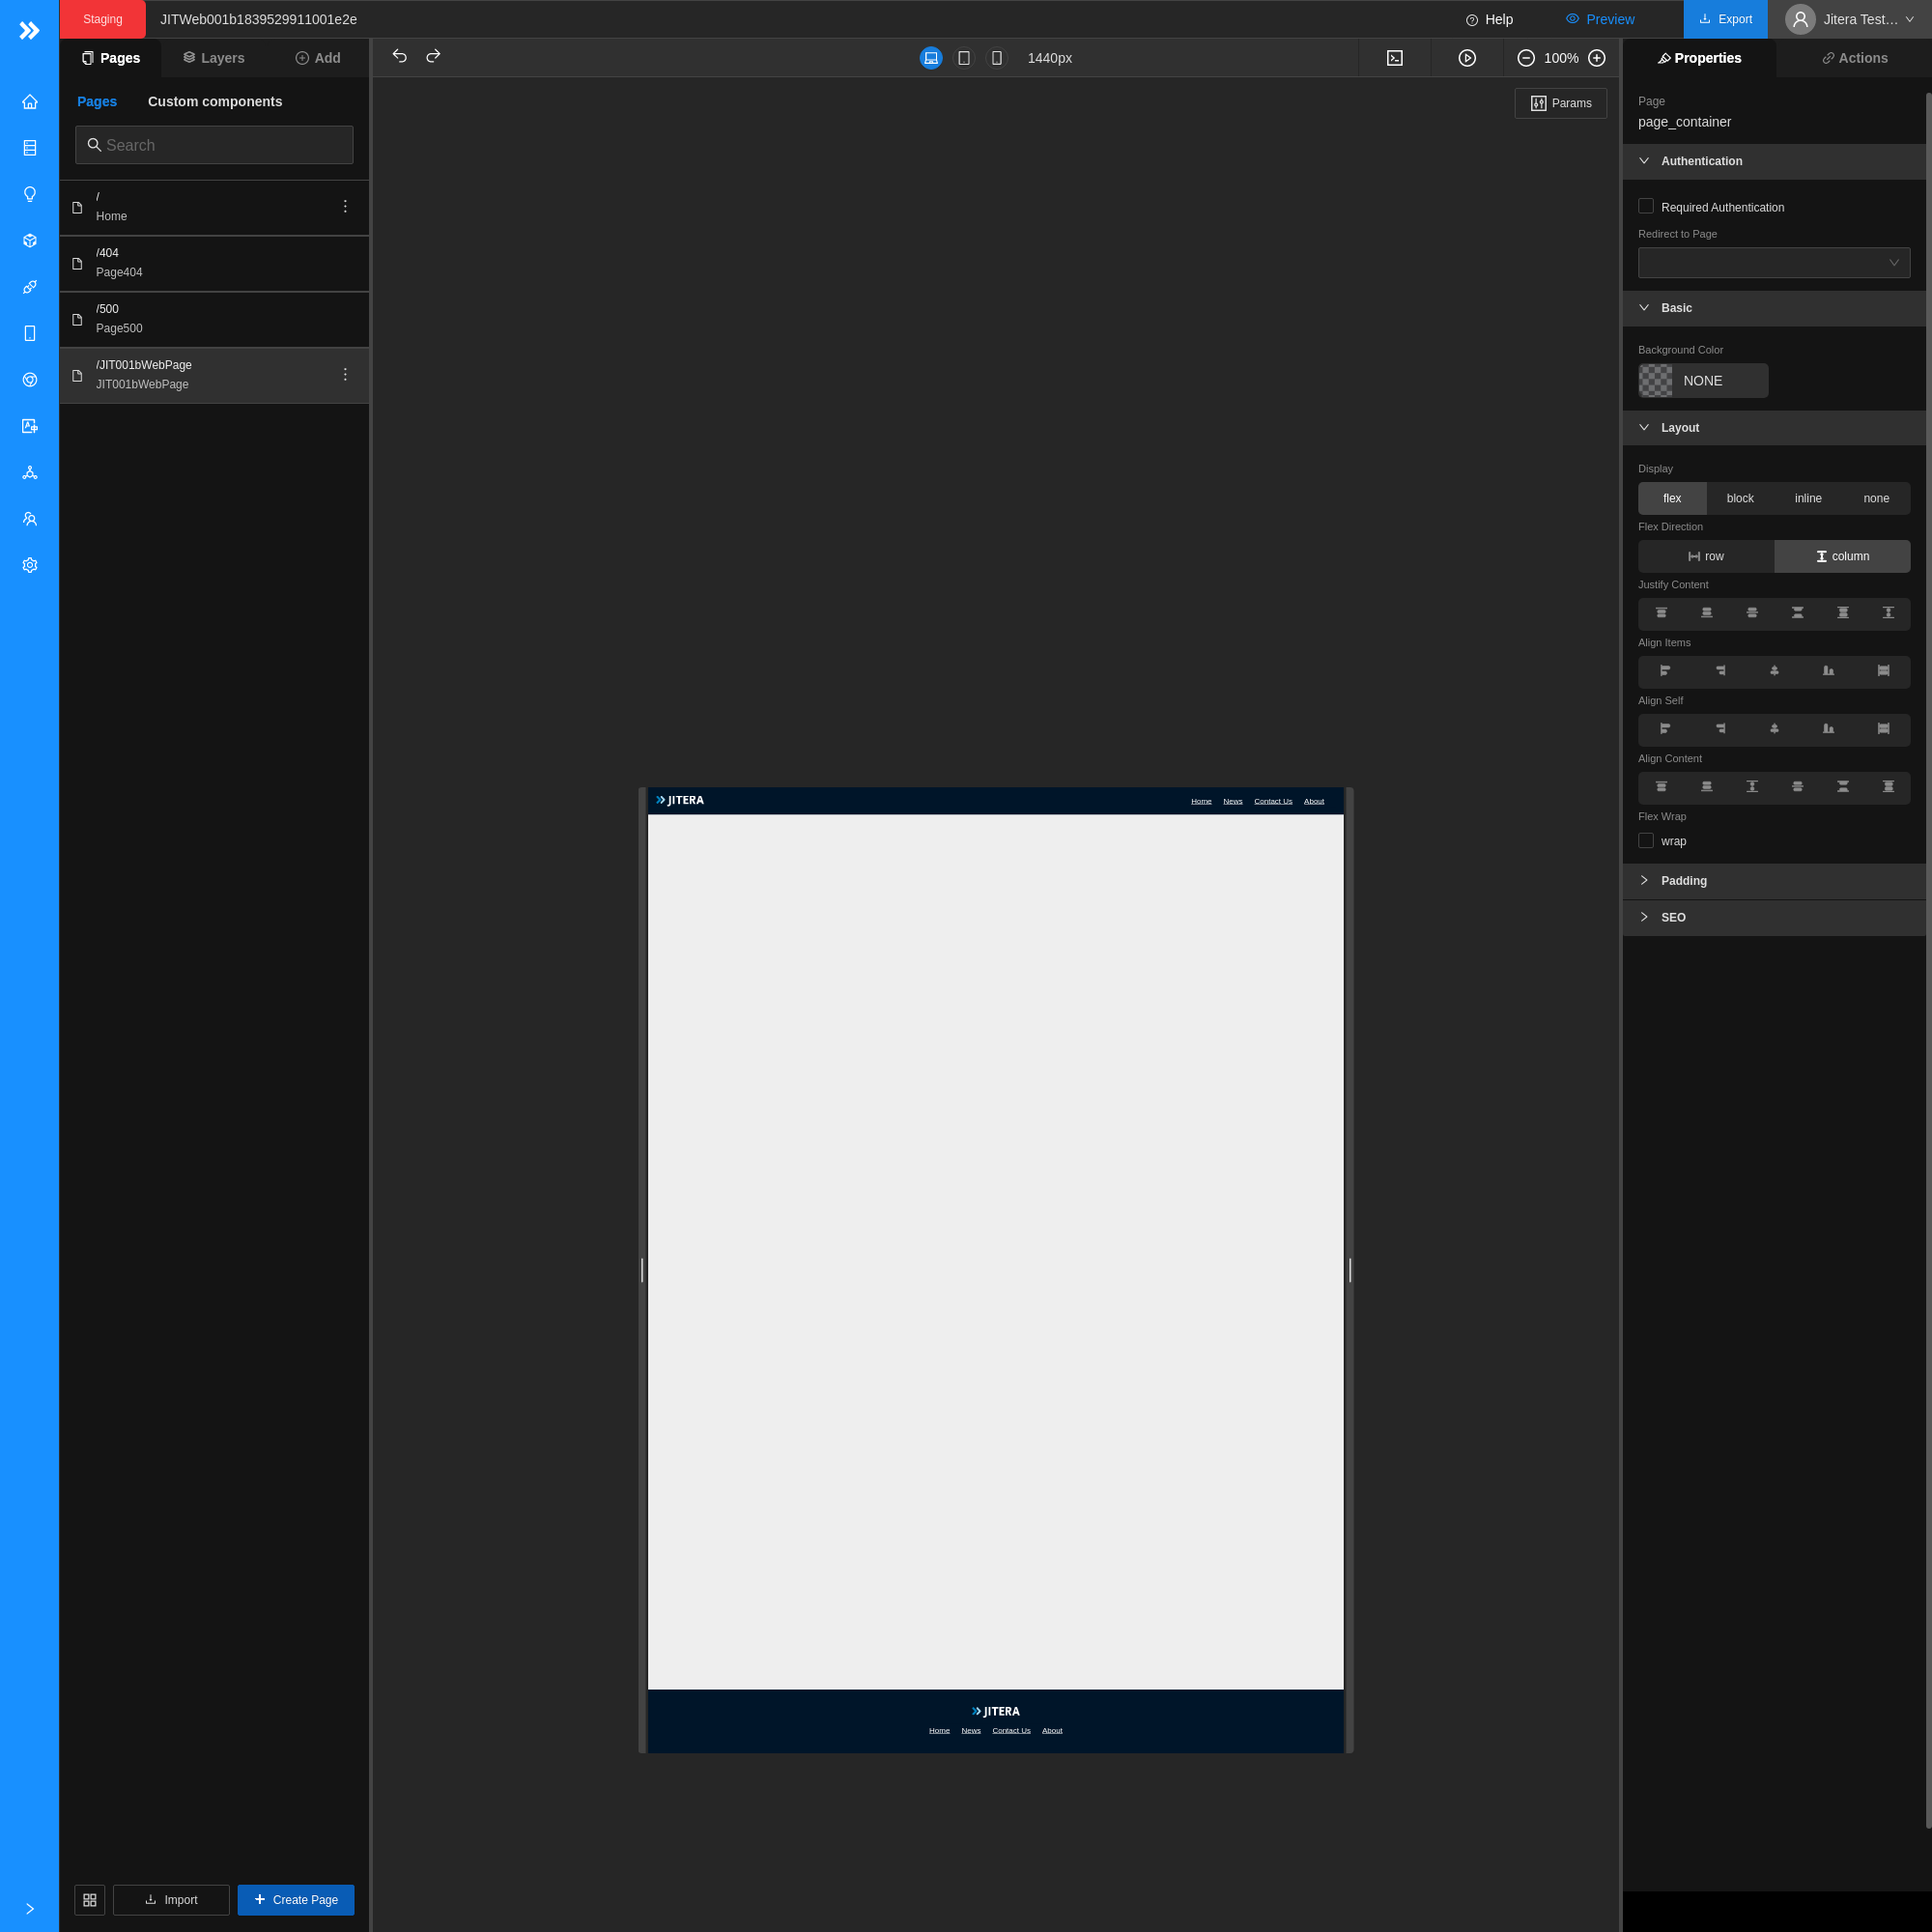 Staging
JITWeb001b1839529911001e2e
Help
Preview
Export
Jitera Test…
Pages
Layers
Add
1440px
100%
Properties
Actions
Pages
Custom components
Params
Search
/
Home
/404
Page404
/500
Page500
/JIT001bWebPage
JIT001bWebPage
Import
Create Page
JITERA
Home News Contact Us About
JITERA
Home News Contact Us About
Page
page_container
Authentication
Required Authentication
Redirect to Page
Basic
Background Color
NONE
Layout
Display
flex block inline none
Flex Direction
row column
Justify Content
Align Items
Align Self
Align Content
Flex Wrap
wrap
Padding
SEO